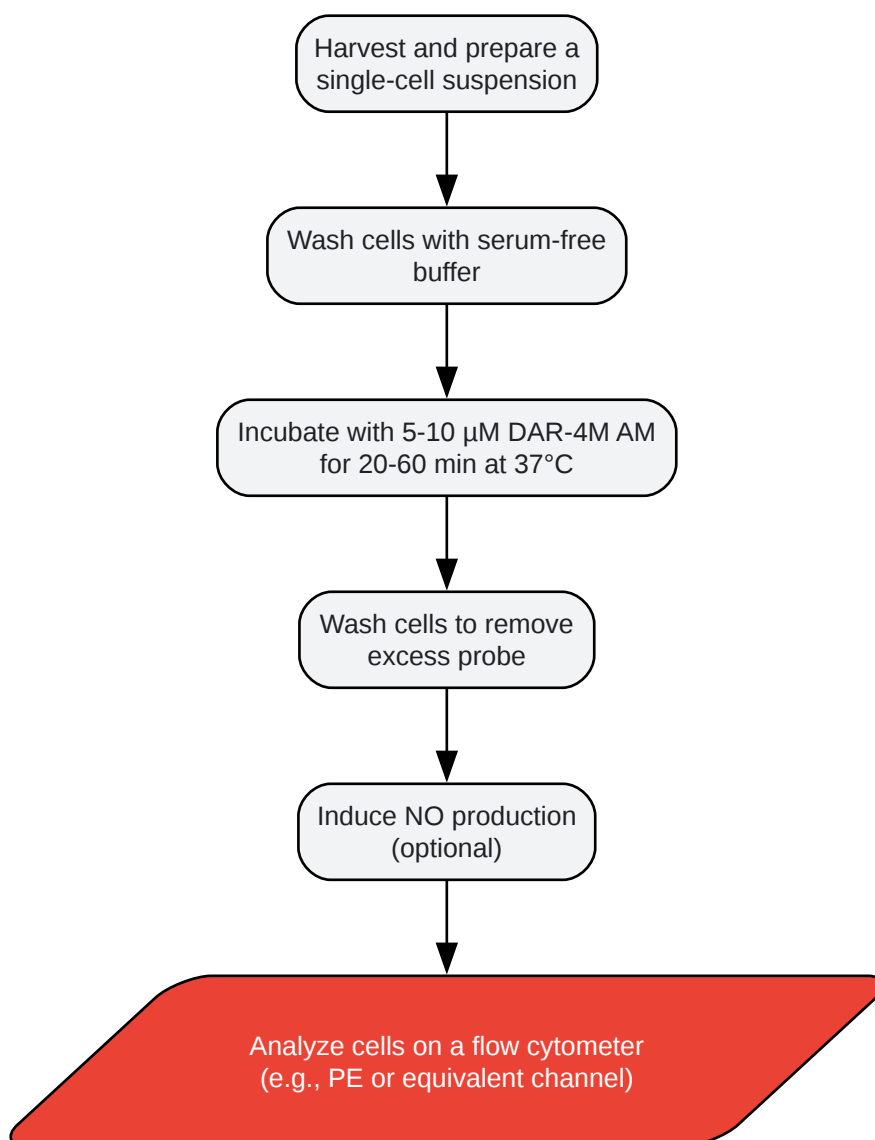 Harvest and prepare a
single-cell suspension
Wash cells with serum-free
buffer
Incubate with 5-10 µM DAR-4M AM
for 20-60 min at 37°C
Wash cells to remove
excess probe
Induce NO production
(optional)
Analyze cells on a flow cytometer
(e.g., PE or equivalent channel)